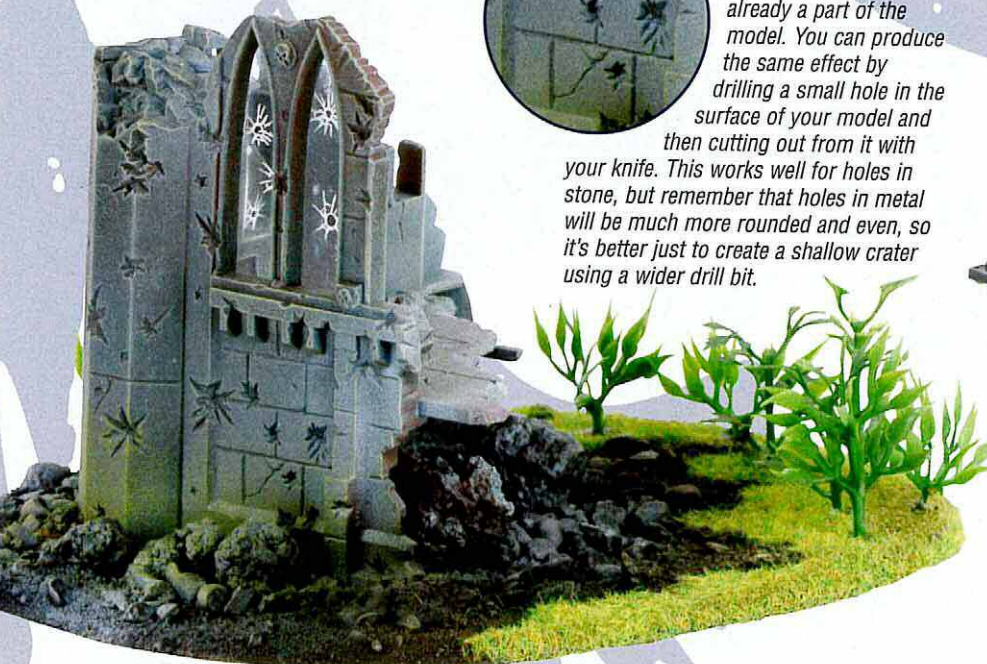 already a part of the
model. You can produce
the same effect by
drilling a small hole in the
surface of your model and
then cutting out from it with
your knife. This works well for holes in
stone, but remember that holes in metal
will be much more rounded and even, so
it's better just to create a shallow crater
using a wider drill bit.